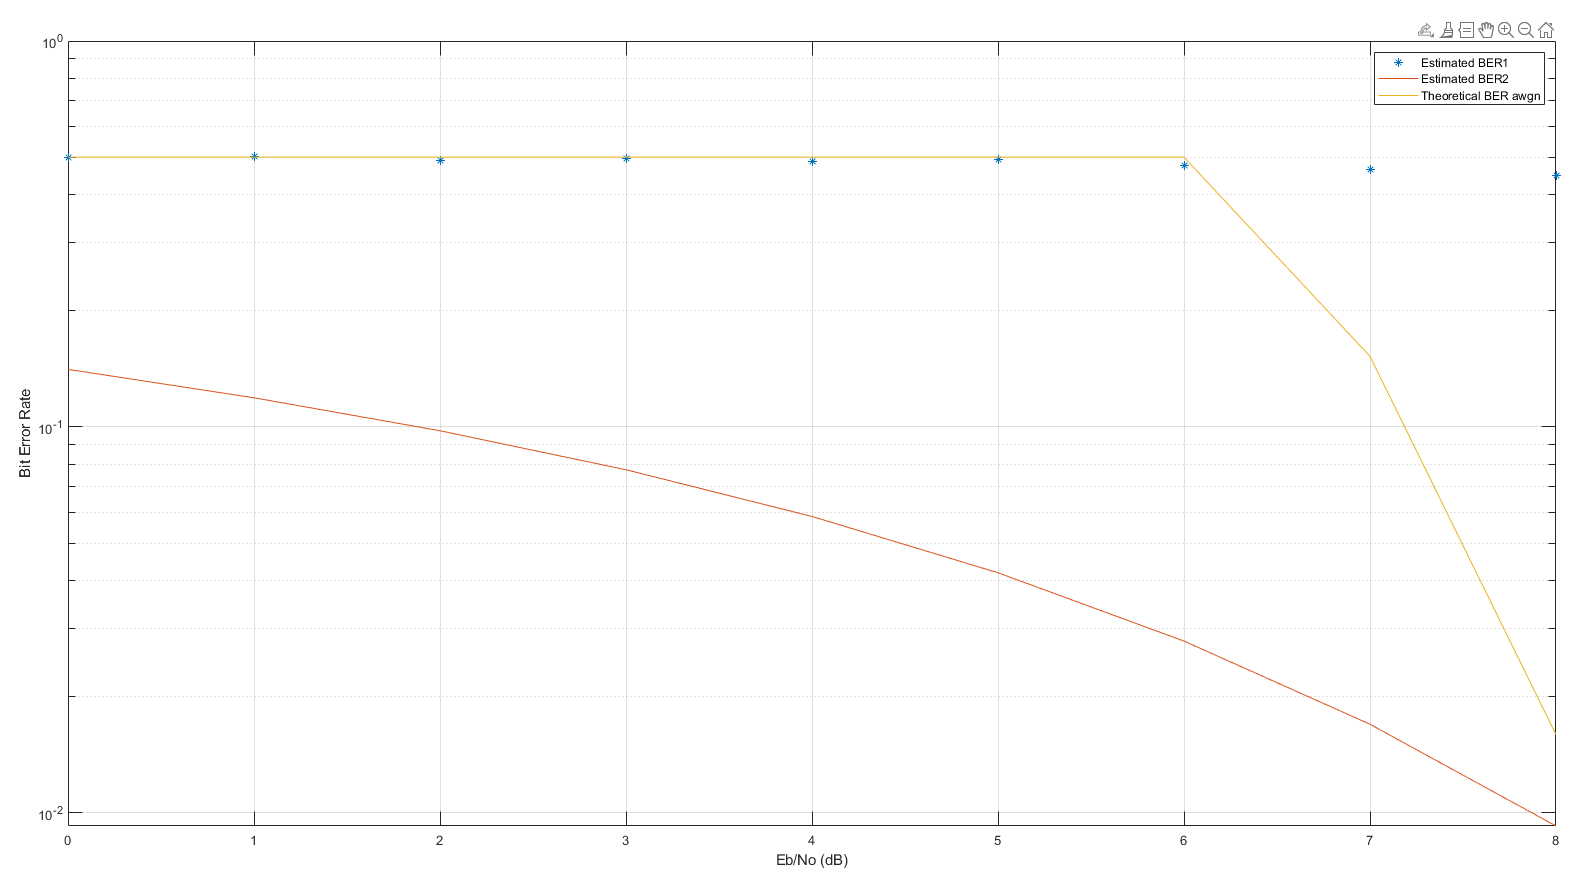 10^0
Estimated BER1
Estimated BER2
Theoretical BER awgn
Bit Error Rate
10^-1
10^-2
0 1 2 3 4 5 6 7 8
Eb/No (dB)